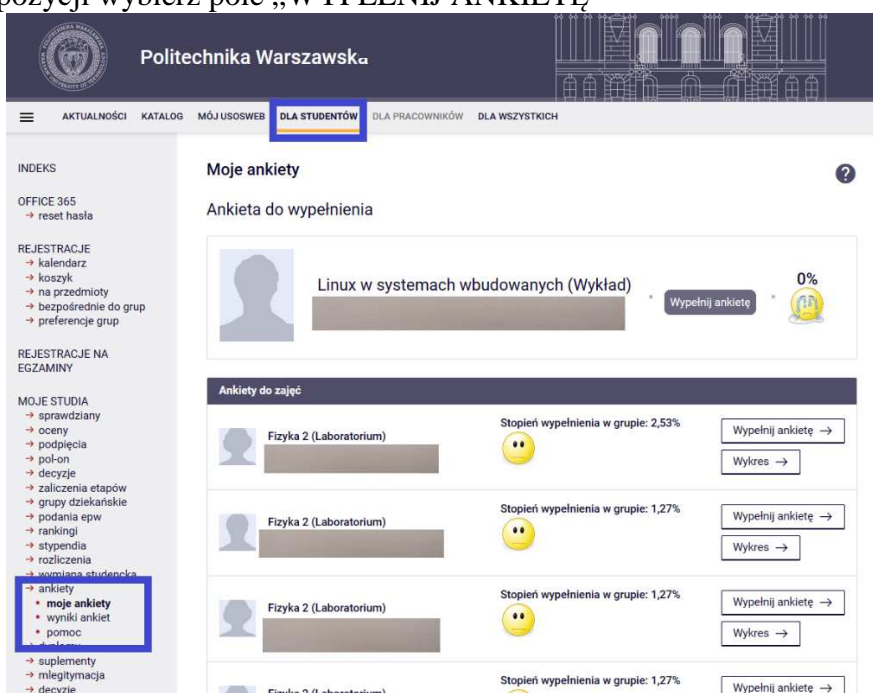 pozycji wybierz pole „WYPEŁNIJ ANKIETĘ"
Politechnika Warszawska
AKTUALNOŚCI KATALOG MÓJ USOSWEB DLA STUDENTÓW DLA PRACOWNIKÓW DLA WSZYSTKICH
INDEKS
OFFICE 365
→ reset hasła
REJESTRACJE
→ kalendarz
→ koszyk
→ na przedmioty
→ bezpośrednie do grup
→ preferencje grup
REJESTRACJE NA
EGZAMINY
MOJE STUDIA
→ sprawdziany
→ oceny
→ podpięcia
→ pol-on
→ decyzje
→ zaliczenia etapów
→ grupy dziekańskie
→ podania epw
→ rankingi
→ stypendia
→ rozliczenia
→ wymiana studencka
→ ankiety
• moje ankiety
• wyniki ankiet
• pomoc
→ dyplomy
→ suplementy
→ mlegitymacja
→ decyzje
Moje ankiety
?
Ankieta do wypełnienia
Linux w systemach wbudowanych (Wykład)
Wypełnij ankietę
0%
Ankiety do zajęć
Fizyka 2 (Laboratorium)
Stopień wypełnienia w grupie: 2,53%
Wypełnij ankietę →
Wykres →
Fizyka 2 (Laboratorium)
Stopień wypełnienia w grupie: 1,27%
Wypełnij ankietę →
Wykres →
Fizyka 2 (Laboratorium)
Stopień wypełnienia w grupie: 1,27%
Wypełnij ankietę →
Wykres →
Fizyka 2 (Laboratorium)
Stopień wypełnienia w grupie: 1,27%
Wypełnij ankietę →